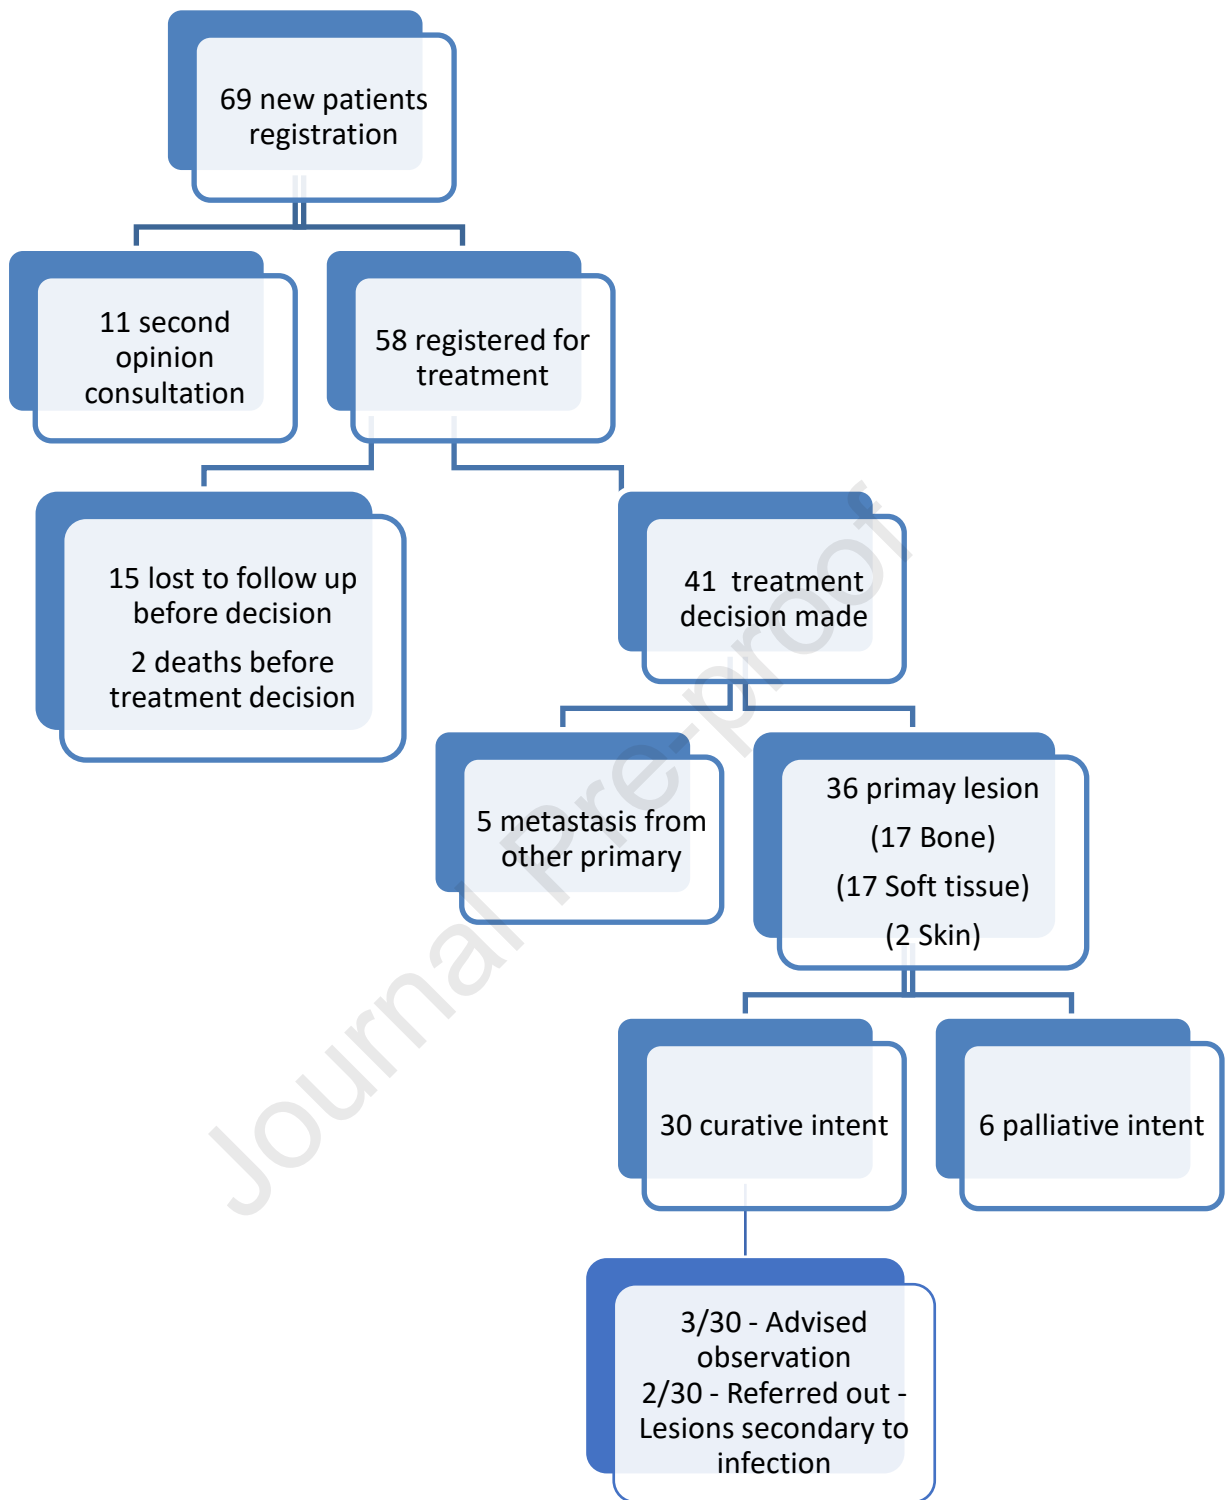 69 new patients
registration
11 second
opinion
consultation
58 registered for
treatment
15 lost to follow up
before decision
2 deaths before
treatment decision
41 treatment
decision made
5 metastasis from
other primary
36 primay lesion
(17 Bone)
(17 Soft tissue)
(2 Skin)
30 curative intent
6 palliative intent
3/30 - Advised
observation
2/30 - Referred out -
Lesions secondary to
infection
Journal Pre-proof